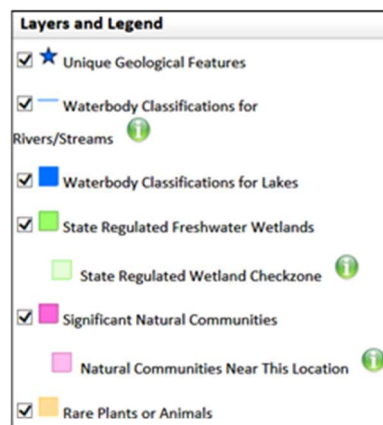 Layers and Legend
Unique Geological Features
Waterbody Classifications for
Rivers/Streams
Waterbody Classifications for Lakes
State Regulated Freshwater Wetlands
State Regulated Wetland Checkzone
Significant Natural Communities
Natural Communities Near This Location
Rare Plants or Animals